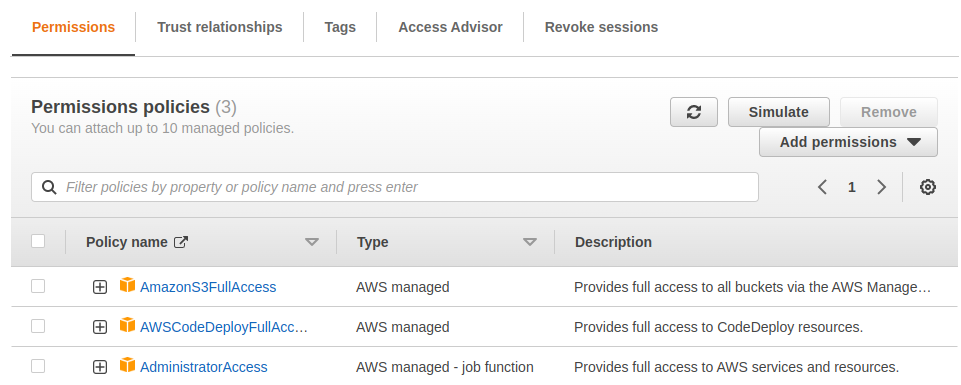 Permissions Trust relationships Tags Access Advisor Revoke sessions
Permissions policies (3)
You can attach up to 10 managed policies.
Simulate Remove
Add permissions
Filter policies by property or policy name and press enter
1
Policy name Type Description
AmazonS3FullAccess AWS managed Provides full access to all buckets via the AWS Manage…
AWSCodeDeployFullAcc… AWS managed Provides full access to CodeDeploy resources.
AdministratorAccess AWS managed - job function Provides full access to AWS services and resources.